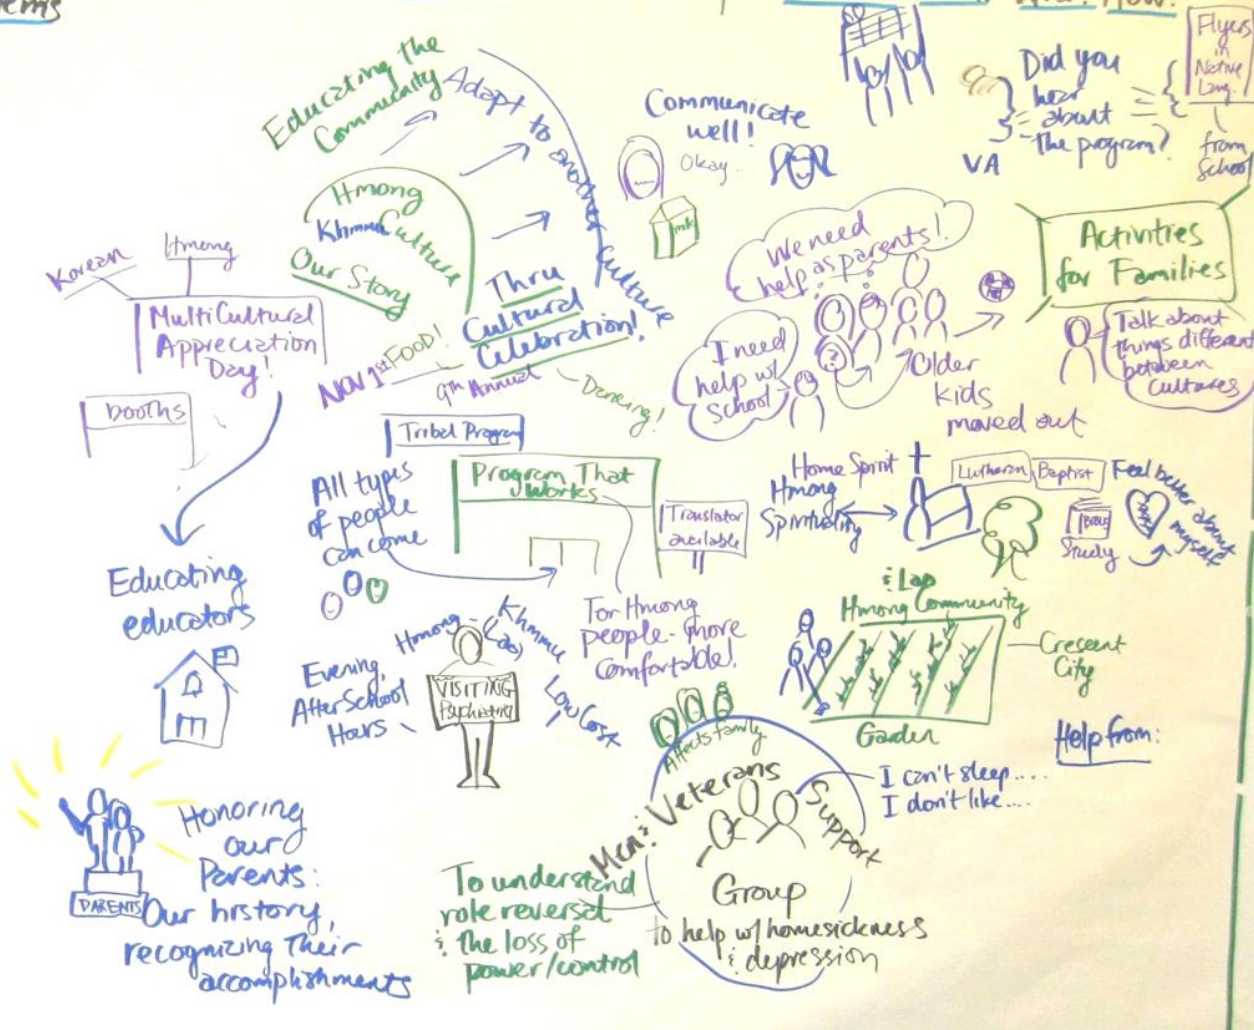 How?
Educating the
Community
Adapt to another Culture
Hmong
Khmmu Culture
Our Story
Thru
Cultural
Celebration!
Nov 1st FOOD!
9th Annual
Dancing!
Korean
Hmong
MultiCultural
Appreciation
Day!
booths
Educating
educators
Communicate
well!
Okay..
milk
VA
Did you
hear
about
the program?
Flyers
in
Native
Lang.
from
School
We need
help as parents!
I need
help w/
school
?
Older
kids
moved out
Activities
for Families
Talk about
things different
between
cultures
Tribal Program
All types
of people
can come
Program That
Works
Translator
available
For Hmong
people - more
comfortable!
Home Spirit
Hmong
Spirituality
Lutheran
Baptist
Study
Feel better about
myself
Hmong
Lao
Khmmu
Evening,
After School
Hours
VISITING
Psychiatrist
Low Cost
& Lao
Hmong Community
Crescent
City
Garden
Help from:
PARENTS
Honoring
our
Parents:
Our history,
recognizing Their
accomplishments
Affects family
Men & Veterans
Support
Group
to help w/ homesickness
& depression
I can't sleep....
I don't like....
To understand
role reversal
& the loss of
power/control